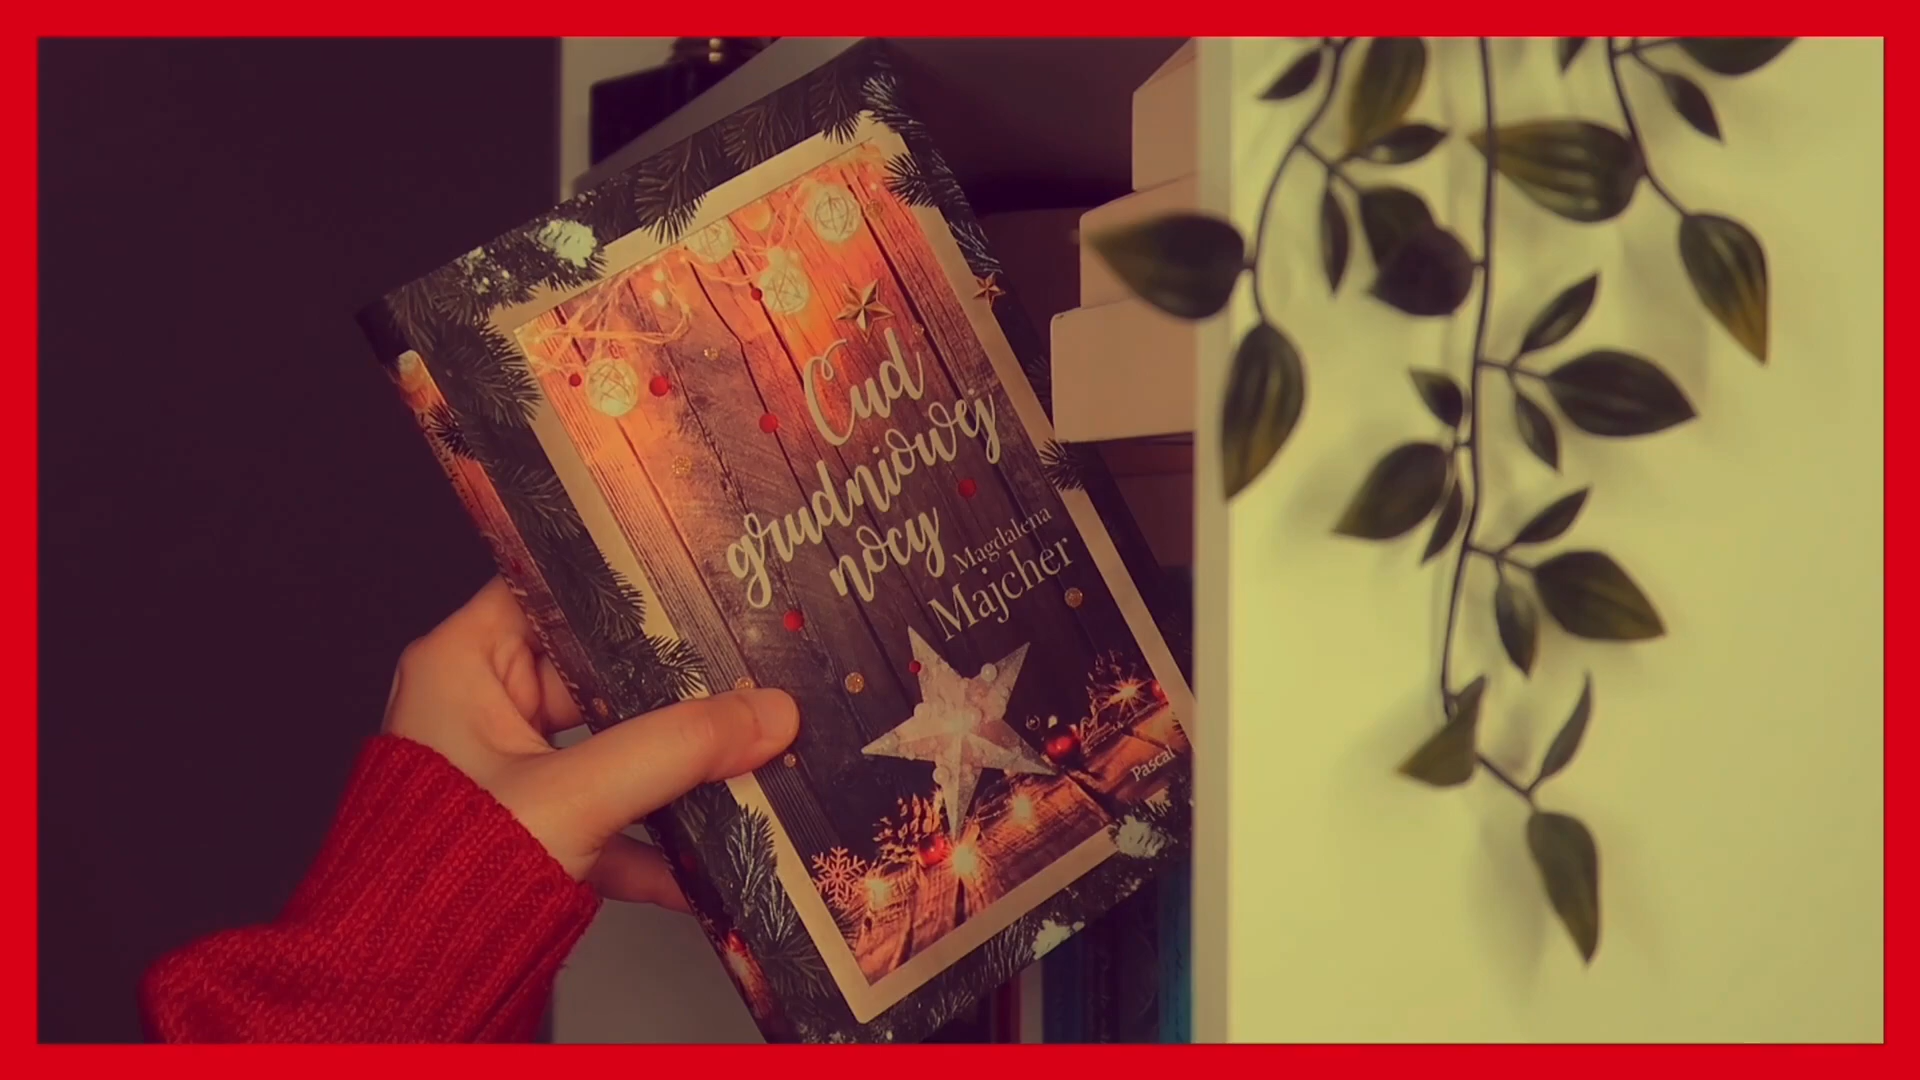 Cud
grudniowej
nocy
Magdalena
Majcher
Pascal